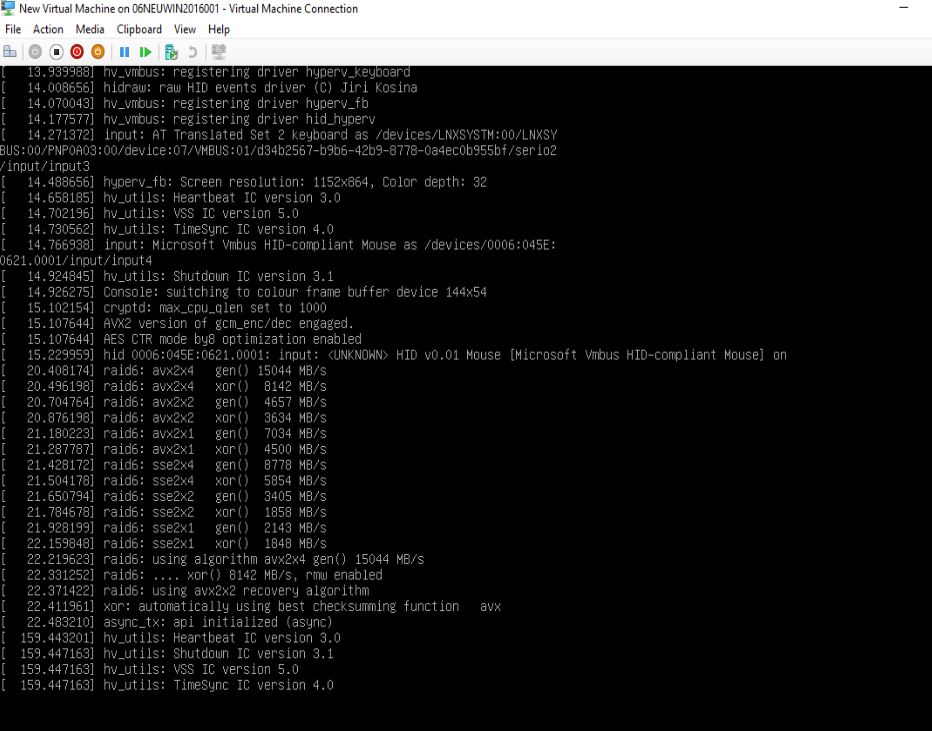 New Virtual Machine on 06NEUWIN2016001 - Virtual Machine Connection
File Action Media Clipboard View Help
[   13.939988] hv_vmbus: registering driver hyperv_keyboard
[   14.008656] hidraw: raw HID events driver (C) Jiri Kosina
[   14.070043] hv_vmbus: registering driver hyperv_fb
[   14.177577] hv_vmbus: registering driver hid_hyperv
[   14.271372] input: AT Translated Set 2 keyboard as /devices/LNXSYSTM:00/LNXSY
BUS:00/PNP0A03:00/device:07/VMBUS:01/d34b2567-b9b6-42b9-8778-0a4ec0b955bf/serio2
/input/input3
[   14.488656] hyperv_fb: Screen resolution: 1152x864, Color depth: 32
[   14.658185] hv_utils: Heartbeat IC version 3.0
[   14.702196] hv_utils: VSS IC version 5.0
[   14.730562] hv_utils: TimeSync IC version 4.0
[   14.766938] input: Microsoft Vmbus HID-compliant Mouse as /devices/0006:045E:
0621.0001/input/input4
[   14.924845] hv_utils: Shutdown IC version 3.1
[   14.926275] Console: switching to colour frame buffer device 144x54
[   15.102154] cryptd: max_cpu_qlen set to 1000
[   15.107644] AVX2 version of gcm_enc/dec engaged.
[   15.107644] AES CTR mode by8 optimization enabled
[   15.229959] hid 0006:045E:0621.0001: input: <UNKNOWN> HID v0.01 Mouse [Microsoft Vmbus HID-compliant Mouse] on
[   20.408174] raid6: avx2x4   gen() 15044 MB/s
[   20.496198] raid6: avx2x4   xor()  8142 MB/s
[   20.704764] raid6: avx2x2   gen()  4657 MB/s
[   20.876198] raid6: avx2x2   xor()  3634 MB/s
[   21.180223] raid6: avx2x1   gen()  7034 MB/s
[   21.287787] raid6: avx2x1   xor()  4500 MB/s
[   21.428172] raid6: sse2x4   gen()  8778 MB/s
[   21.504178] raid6: sse2x4   xor()  5854 MB/s
[   21.650794] raid6: sse2x2   gen()  3405 MB/s
[   21.784678] raid6: sse2x2   xor()  1858 MB/s
[   21.928199] raid6: sse2x1   gen()  2143 MB/s
[   22.159848] raid6: sse2x1   xor()  1848 MB/s
[   22.219623] raid6: using algorithm avx2x4 gen() 15044 MB/s
[   22.331252] raid6: .... xor() 8142 MB/s, rmw enabled
[   22.371422] raid6: using avx2x2 recovery algorithm
[   22.411961] xor: automatically using best checksumming function   avx
[   22.483210] async_tx: api initialized (async)
[  159.443201] hv_utils: Heartbeat IC version 3.0
[  159.447163] hv_utils: Shutdown IC version 3.1
[  159.447163] hv_utils: VSS IC version 5.0
[  159.447163] hv_utils: TimeSync IC version 4.0